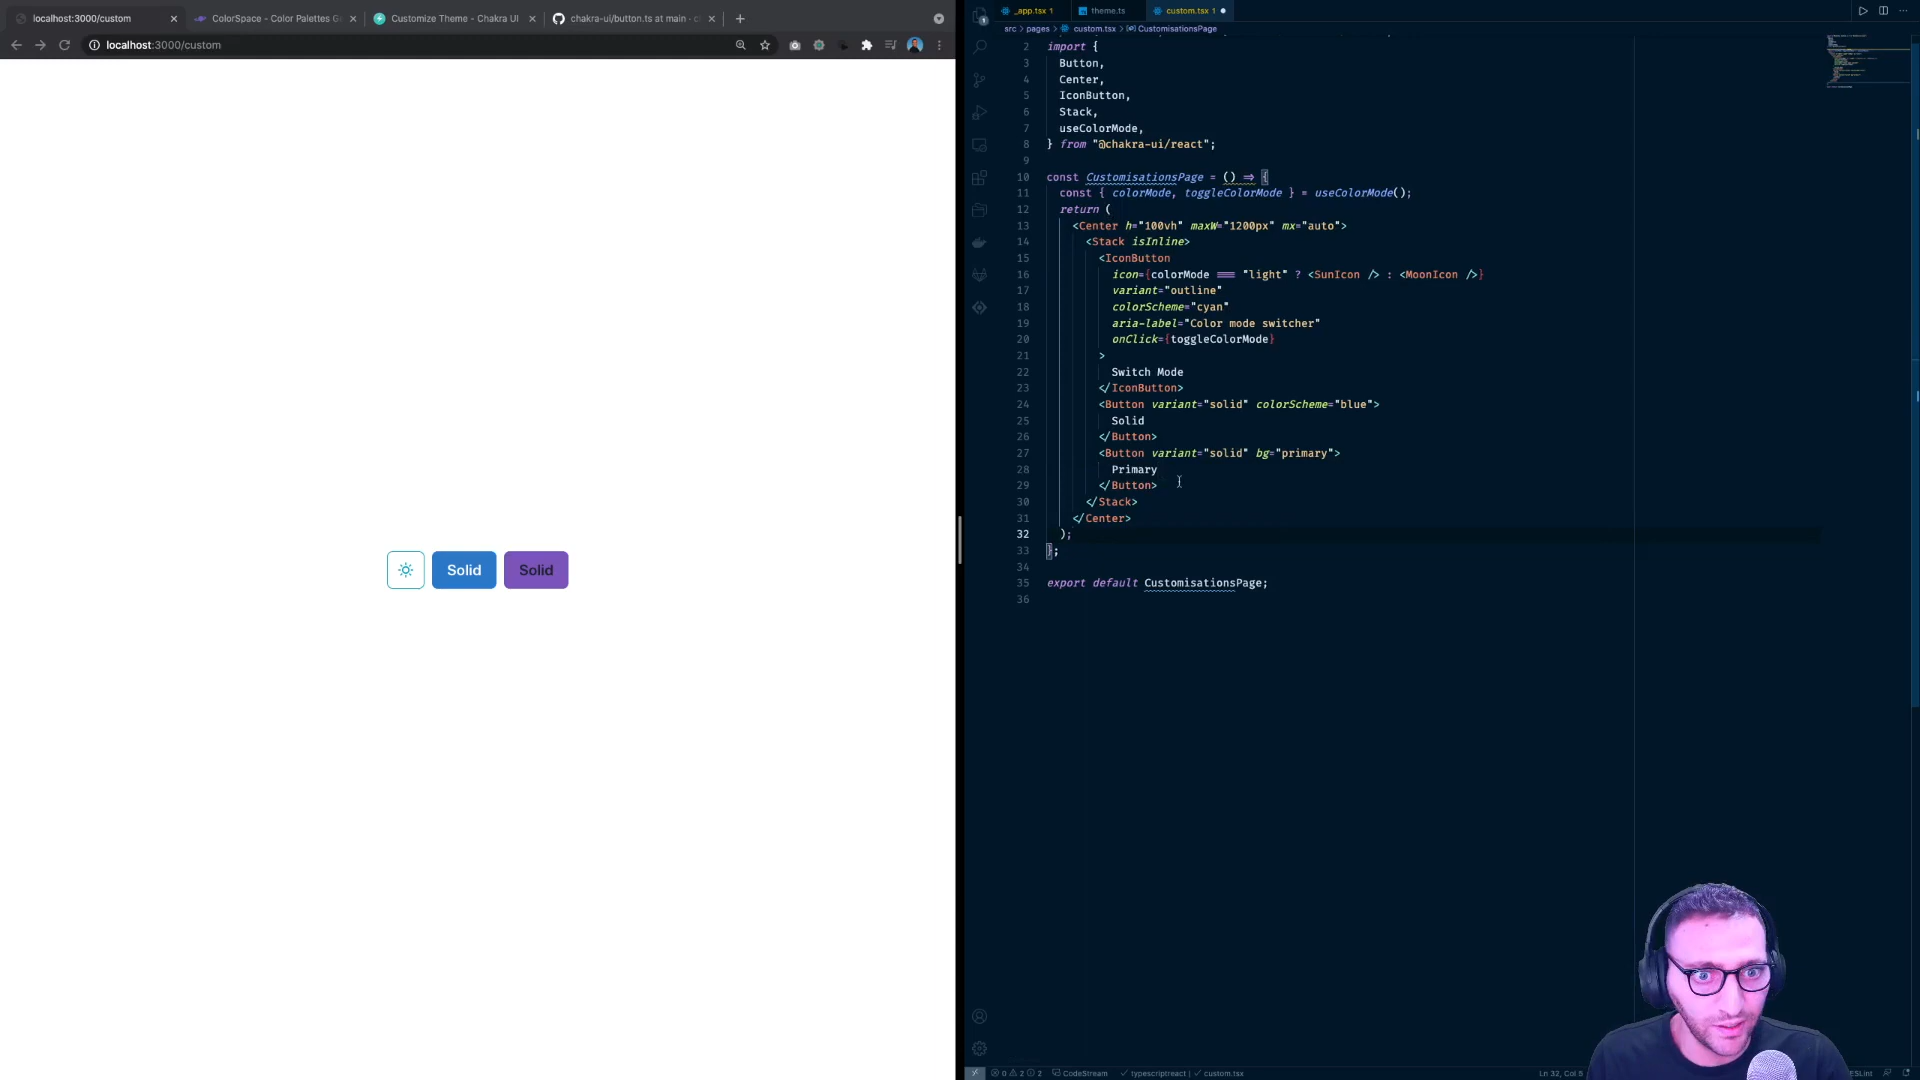 localhost:3000/custom
ColorSpace - Color Palettes G
Customize Theme - Chakra UI
chakra-ui/button.ts at main · c
localhost:3000/custom
Solid
Solid
_app.tsx 1
theme.ts
custom.tsx 1
src > pages > custom.tsx > CustomisationsPage
2 import {
3 Button,
4 Center,
5 IconButton,
6 Stack,
7 useColorMode,
8 } from "@chakra-ui/react";
9
10 const CustomisationsPage = () => {
11 const { colorMode, toggleColorMode } = useColorMode();
12 return (
13 <Center h="100vh" maxW="1200px" mx="auto">
14 <Stack isInline>
15 <IconButton
16 icon={colorMode === "light" ? <SunIcon /> : <MoonIcon />}
17 variant="outline"
18 colorScheme="cyan"
19 aria-label="Color mode switcher"
20 onClick={toggleColorMode}
21 >
22 Switch Mode
23 </IconButton>
24 <Button variant="solid" colorScheme="blue">
25 Solid
26 </Button>
27 <Button variant="solid" bg="primary">
28 Primary
29 </Button>
30 </Stack>
31 </Center>
32 );
33 };
34
35 export default CustomisationsPage;
36
1
0 2 2 CodeStream typescriptreact custom.tsx
Ln 32, Col 5
ESLint